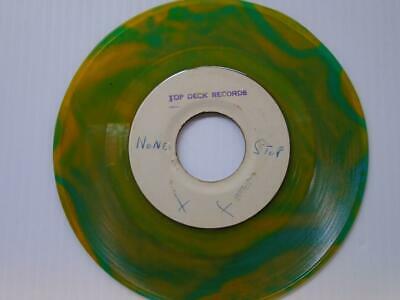 TOP DECK RECORDS
NONE STOP
X X